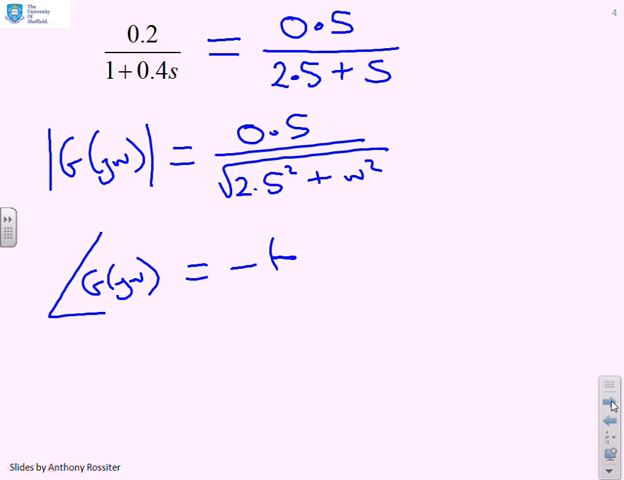 The University Of Sheffield.
4
0.2 / (1+0.4s) = 0.5 / (2.5+s)
|G(jw)| = 0.5 / √(2.5² + w²)
∠G(jw) = -t
Slides by Anthony Rossiter